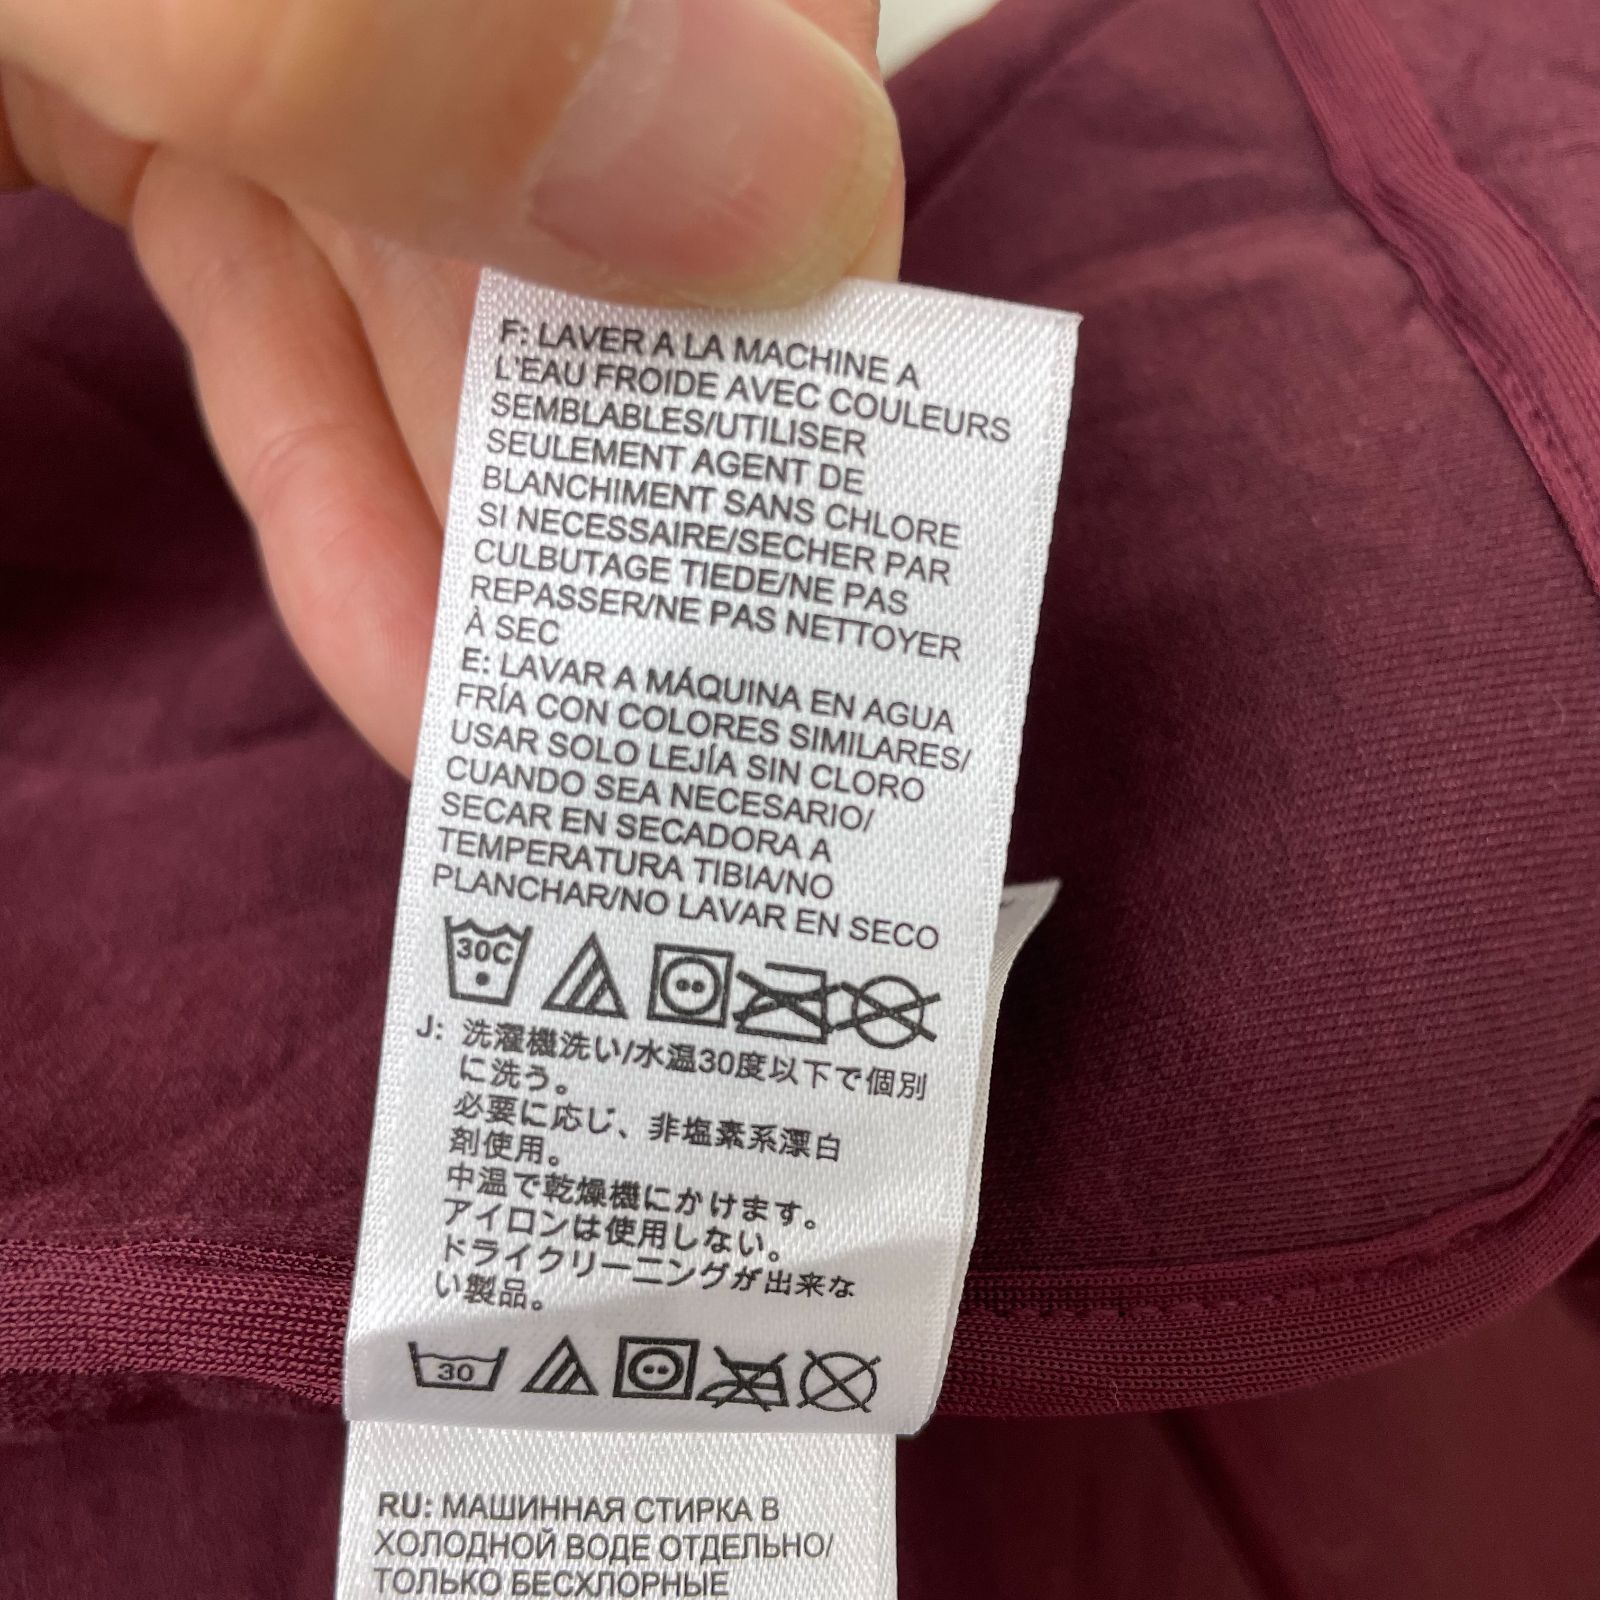 F: LAVER A LA MACHINE A
L'EAU FROIDE AVEC COULEURS
SEMBLABLES/UTILISER
SEULEMENT AGENT DE
BLANCHIMENT SANS CHLORE
SI NECESSAIRE/SECHER PAR
CULBUTAGE TIEDE/NE PAS
REPASSER/NE PAS NETTOYER
À SEC
E: LAVAR A MÁQUINA EN AGUA
FRÍA CON COLORES SIMILARES/
USAR SOLO LEJÍA SIN CLORO
CUANDO SEA NECESARIO/
SECAR EN SECADORA A
TEMPERATURA TIBIA/NO
PLANCHAR/NO LAVAR EN SECO
30C
J: 洗濯機洗い/水温30度以下で個別
に洗う。
必要に応じ、非塩素系漂白
剤使用。
中温で乾燥機にかけます。
アイロンは使用しない。
ドライクリーニングが出来な
い製品。
30
RU: МАШИННАЯ СТИРКА В
ХОЛОДНОЙ ВОДЕ ОТДЕЛЬНО/
ТОЛЬКО БЕСХЛОРНЫЕ